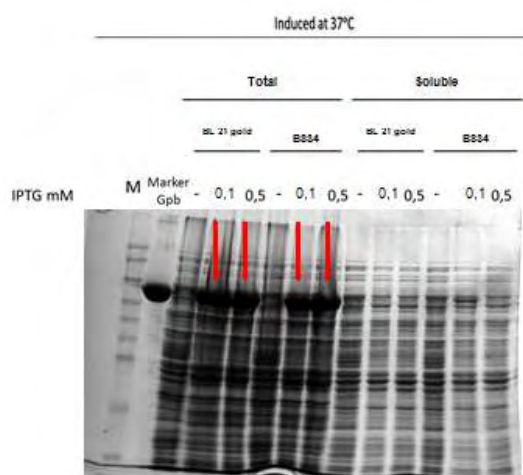 Induced at 37ºC
Total Soluble
BL 21 gold B834 BL 21 gold B834
M Marker Gpb
IPTG mM - 0,1 0,5 - 0,1 0,5 - 0,1 0,5 - 0,1 0,5